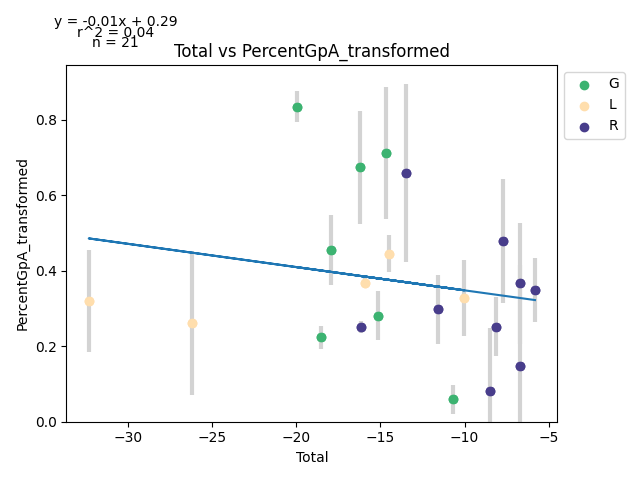 y = -0.01x + 0.29
r^2 = 0.04
n = 21
Total vs PercentGpA_transformed
G
L
R
PercentGpA_transformed
0.8
0.6
0.4
0.2
0.0
−30
−25
−20
−15
−10
−5
Total